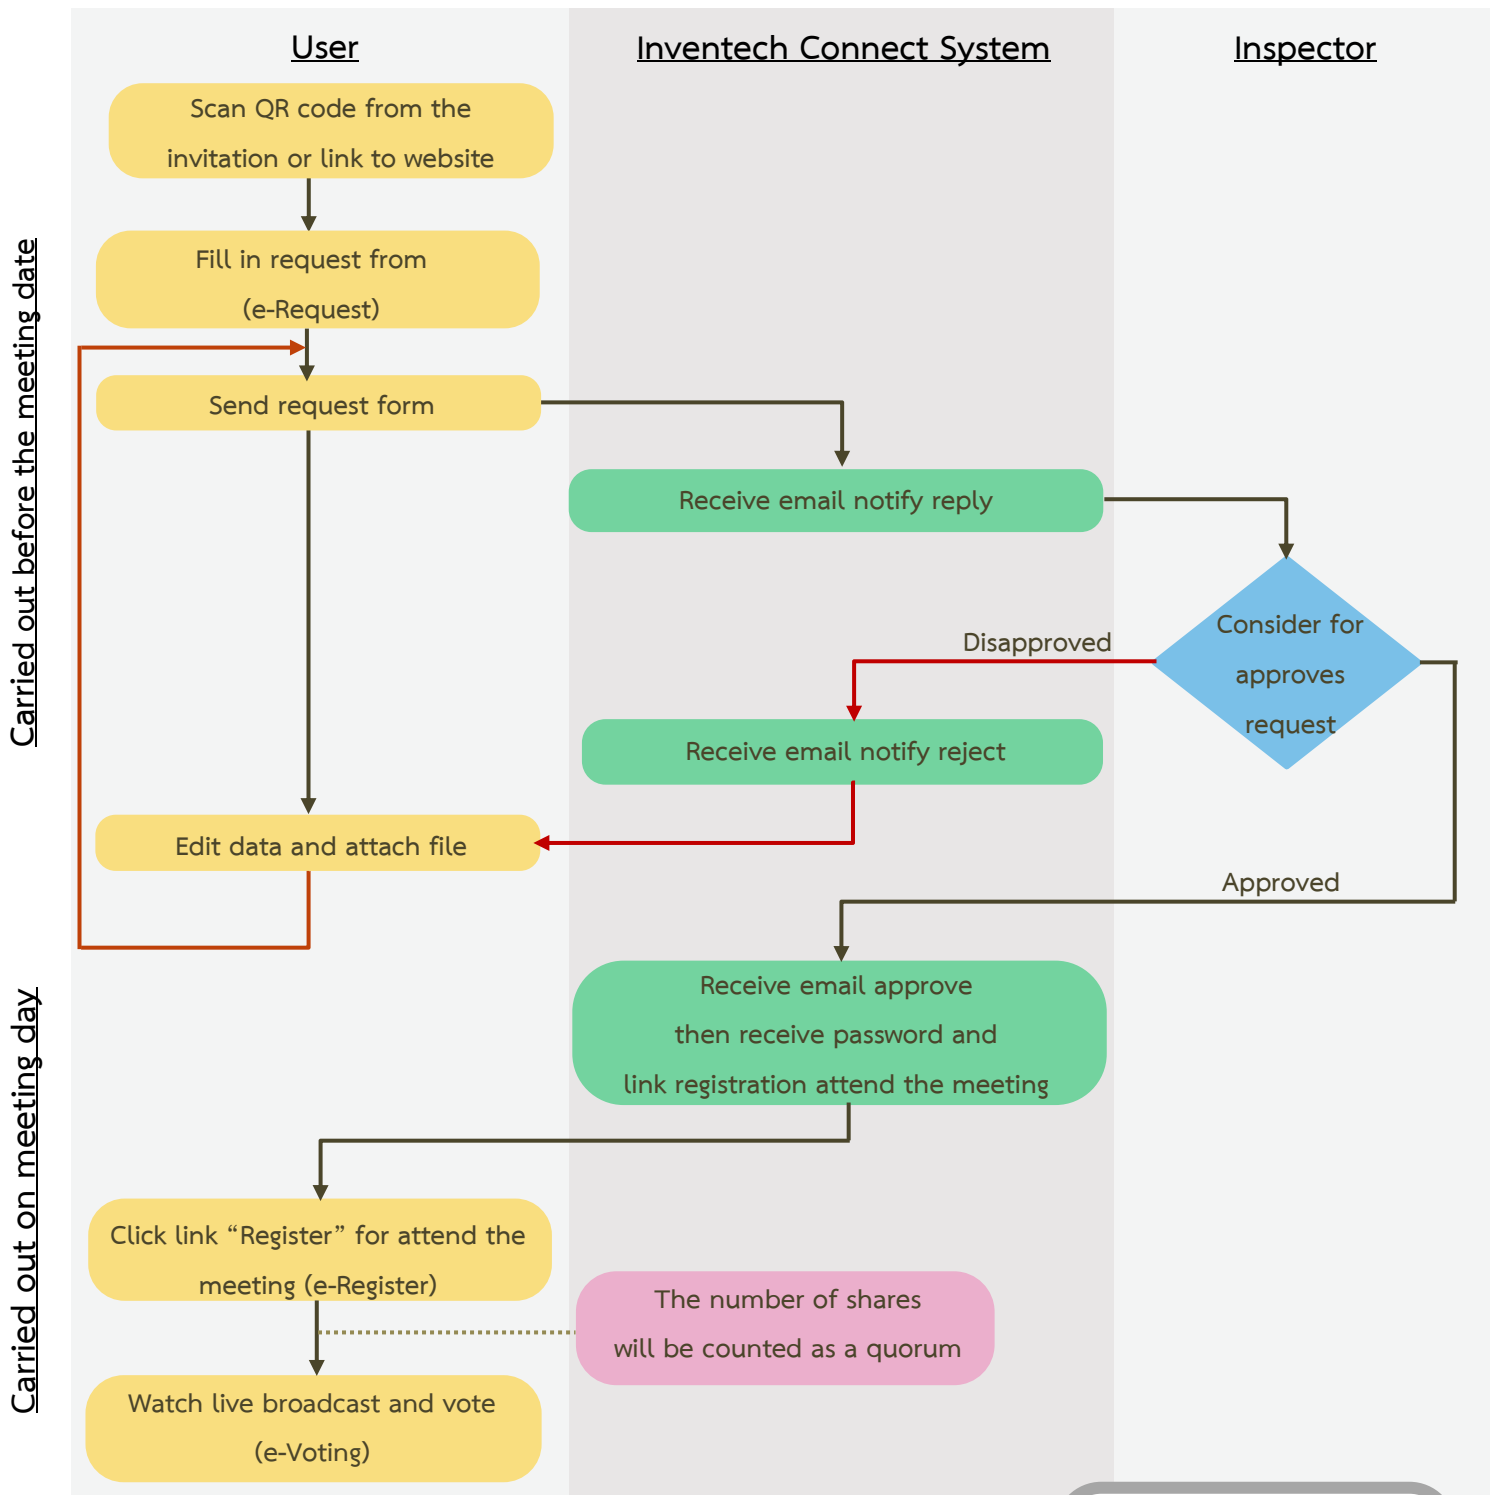 User
Inventech Connect System
Inspector
Scan QR code from the
invitation or link to website
Fill in request from
(e-Request)
Send request form
Receive email notify reply
Consider for
approves
request
Disapproved
Receive email notify reject
Edit data and attach file
Approved
Receive email approve
then receive password and
link registration attend the meeting
Click link “Register” for attend the
meeting (e-Register)
The number of shares
will be counted as a quorum
Watch live broadcast and vote
(e-Voting)
Carried out before the meeting date
Carried out on meeting day